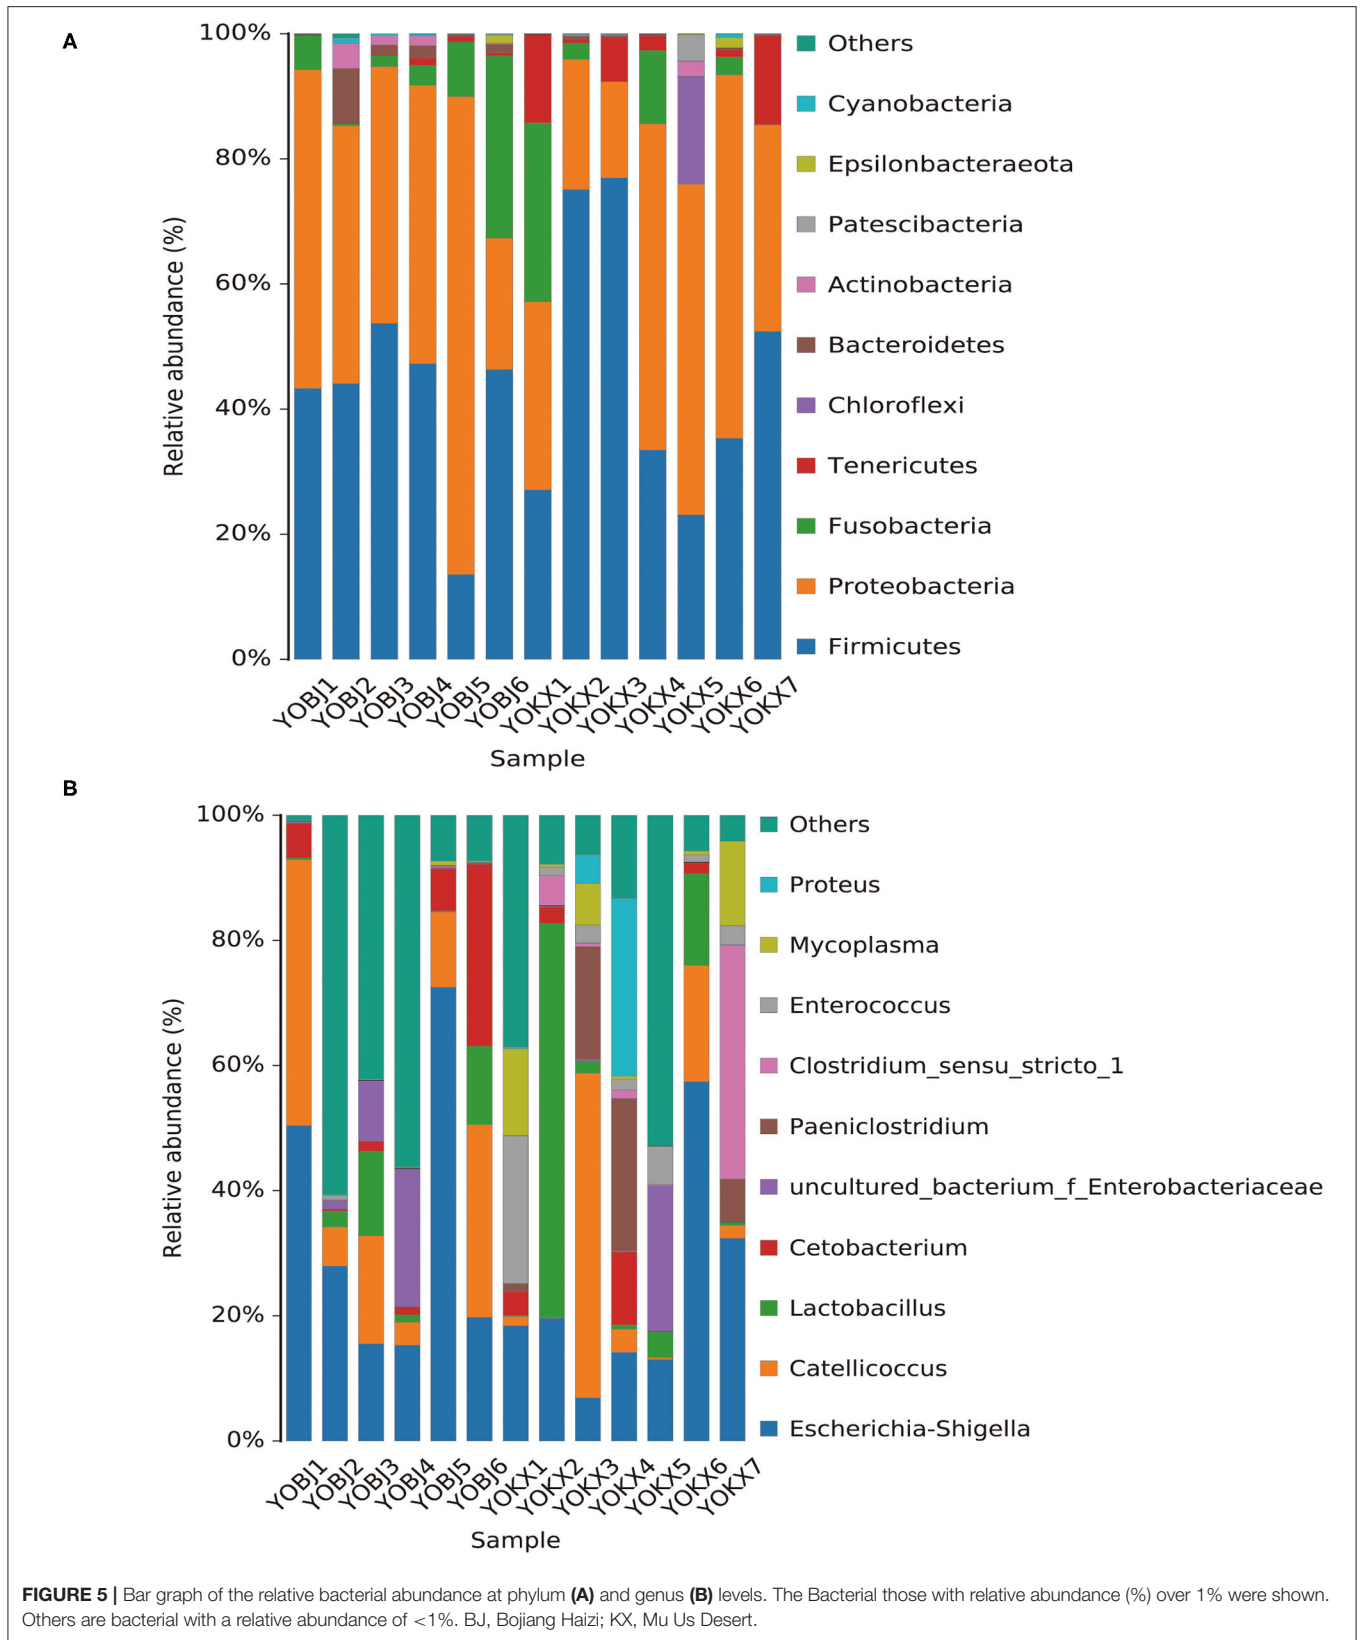 A
100%
80%
60%
40%
20%
0%
Relative abundance (%)
Others
Cyanobacteria
Epsilonbacteraeota
Patescibacteria
Actinobacteria
Bacteroidetes
Chloroflexi
Tenericutes
Fusobacteria
Proteobacteria
Firmicutes
YOBJ1
YOBJ2
YOBJ3
YOBJ4
YOBJ5
YOBJ6
YOKX1
YOKX2
YOKX3
YOKX4
YOKX5
YOKX6
YOKX7
Sample
B
100%
80%
60%
40%
20%
0%
Relative abundance (%)
Others
Proteus
Mycoplasma
Enterococcus
Clostridium_sensu_stricto_1
Paeniclostridium
uncultured_bacterium_f_Enterobacteriaceae
Cetobacterium
Lactobacillus
Catellicoccus
Escherichia-Shigella
YOBJ1
YOBJ2
YOBJ3
YOBJ4
YOBJ5
YOBJ6
YOKX1
YOKX2
YOKX3
YOKX4
YOKX5
YOKX6
YOKX7
Sample
FIGURE 5 | Bar graph of the relative bacterial abundance at phylum (A) and genus (B) levels. The Bacterial those with relative abundance (%) over 1% were shown.
Others are bacterial with a relative abundance of <1%. BJ, Bojiang Haizi; KX, Mu Us Desert.